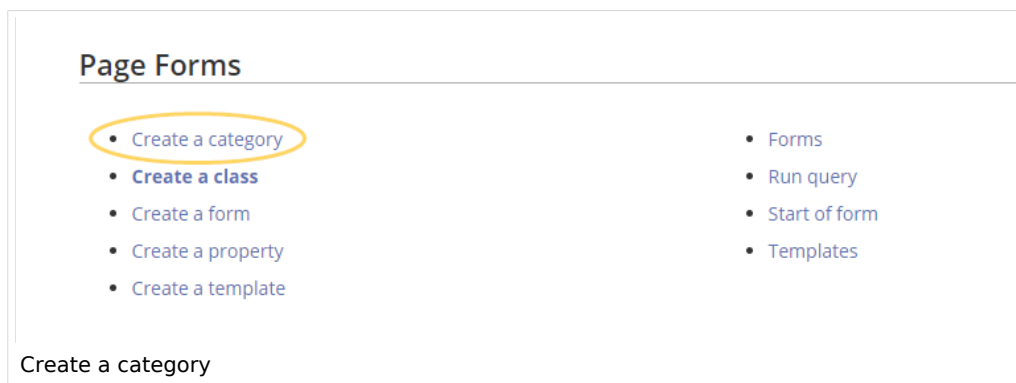 Page Forms
Create a category
Create a class
Create a form
Create a property
Create a template
Forms
Run query
Start of form
Templates
Create a category